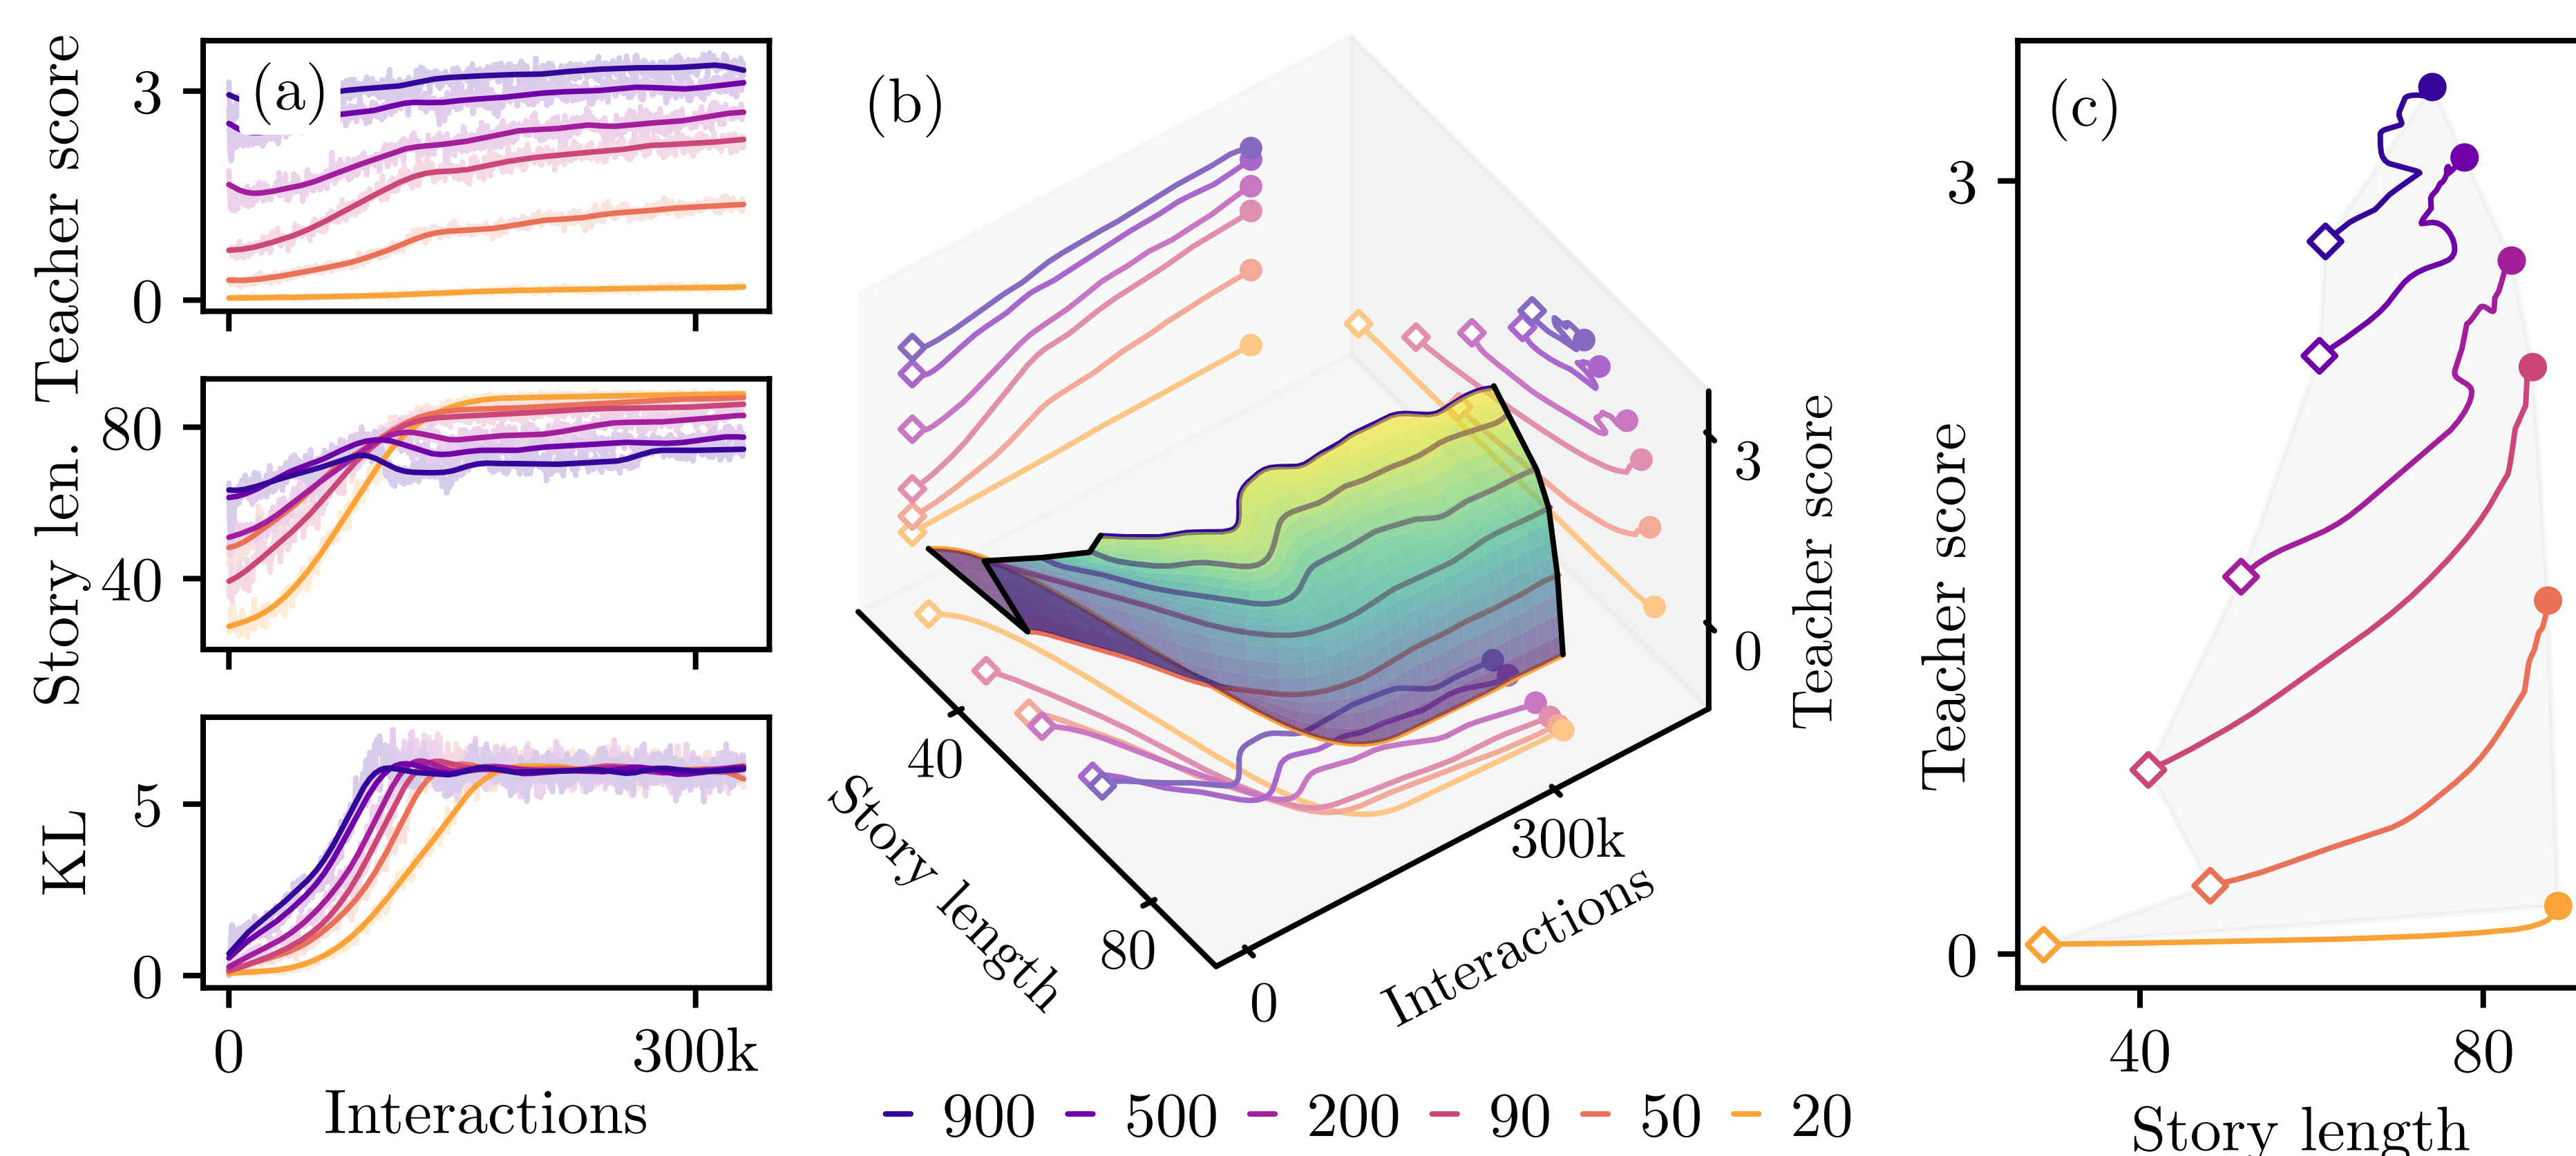 (a)
Teacher score
3
0
Story len.
80
40
KL
5
0
0
300k
Interactions
(b)
Teacher score
3
0
40
80
Story length
0
300k
Interactions
900
500
200
90
50
20
(c)
Teacher score
3
0
40
80
Story length